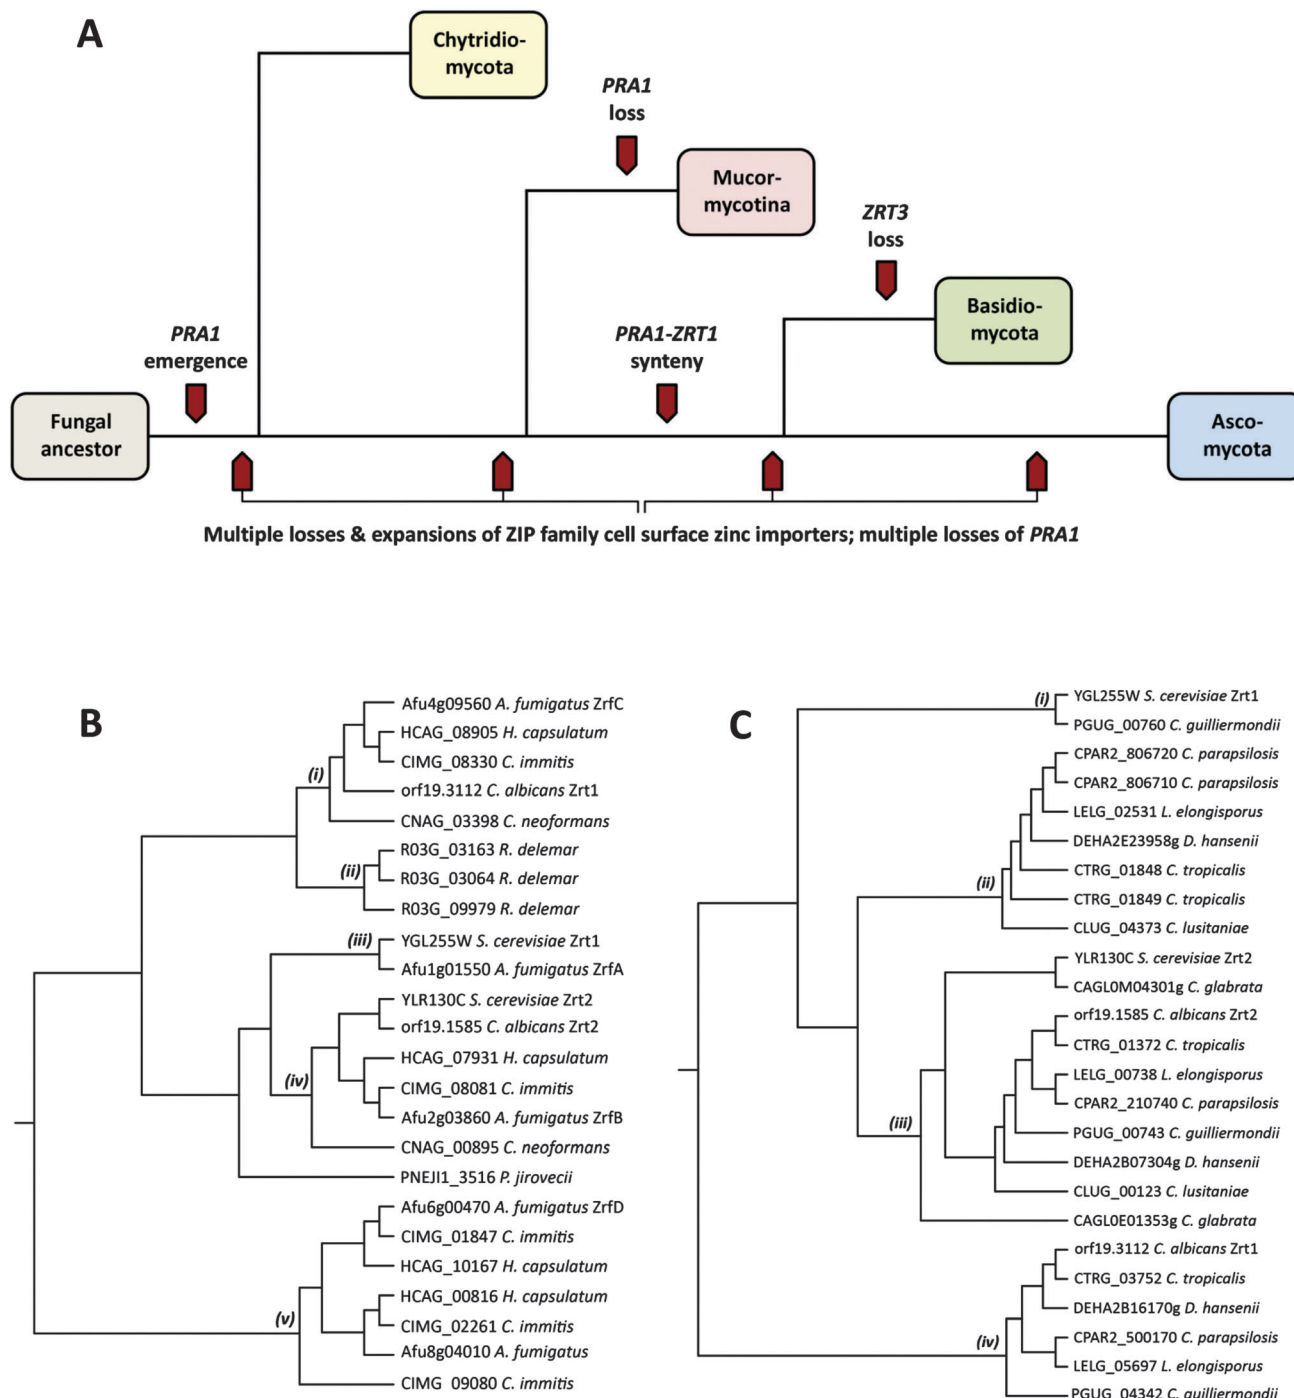 A
Chytridio-
mycota
PRA1
loss
Mucor-
mycotina
ZRT3
loss
Basidio-
mycota
PRA1
emergence
PRA1-ZRT1
synteny
Fungal
ancestor
Asco-
mycota
Multiple losses & expansions of ZIP family cell surface zinc importers; multiple losses of PRA1
B
Afu4g09560 A. fumigatus ZrfC
HCAG_08905 H. capsulatum
(i)
CIMG_08330 C. immitis
orf19.3112 C. albicans Zrt1
CNAG_03398 C. neoformans
R03G_03163 R. delemar
(ii)
R03G_03064 R. delemar
R03G_09979 R. delemar
(iii)
YGL255W S. cerevisiae Zrt1
Afu1g01550 A. fumigatus ZrfA
YLR130C S. cerevisiae Zrt2
orf19.1585 C. albicans Zrt2
HCAG_07931 H. capsulatum
(iv)
CIMG_08081 C. immitis
Afu2g03860 A. fumigatus ZrfB
CNAG_00895 C. neoformans
PNEJI1_3516 P. jirovecii
Afu6g00470 A. fumigatus ZrfD
CIMG_01847 C. immitis
HCAG_10167 H. capsulatum
HCAG_00816 H. capsulatum
(v)
CIMG_02261 C. immitis
Afu8g04010 A. fumigatus
CIMG_09080 C. immitis
C
(i)
YGL255W S. cerevisiae Zrt1
PGUG_00760 C. guilliermondii
CPAR2_806720 C. parapsilosis
CPAR2_806710 C. parapsilosis
LELG_02531 L. elongisporus
DEHA2E23958g D. hansenii
(ii)
CTRG_01848 C. tropicalis
CTRG_01849 C. tropicalis
CLUG_04373 C. lusitaniae
YLR130C S. cerevisiae Zrt2
CAGL0M04301g C. glabrata
orf19.1585 C. albicans Zrt2
CTRG_01372 C. tropicalis
LELG_00738 L. elongisporus
CPAR2_210740 C. parapsilosis
(iii)
PGUG_00743 C. guilliermondii
DEHA2B07304g D. hansenii
CLUG_00123 C. lusitaniae
CAGL0E01353g C. glabrata
orf19.3112 C. albicans Zrt1
CTRG_03752 C. tropicalis
DEHA2B16170g D. hansenii
(iv)
CPAR2_500170 C. parapsilosis
LELG_05697 L. elongisporus
PGUG_04342 C. guilliermondii